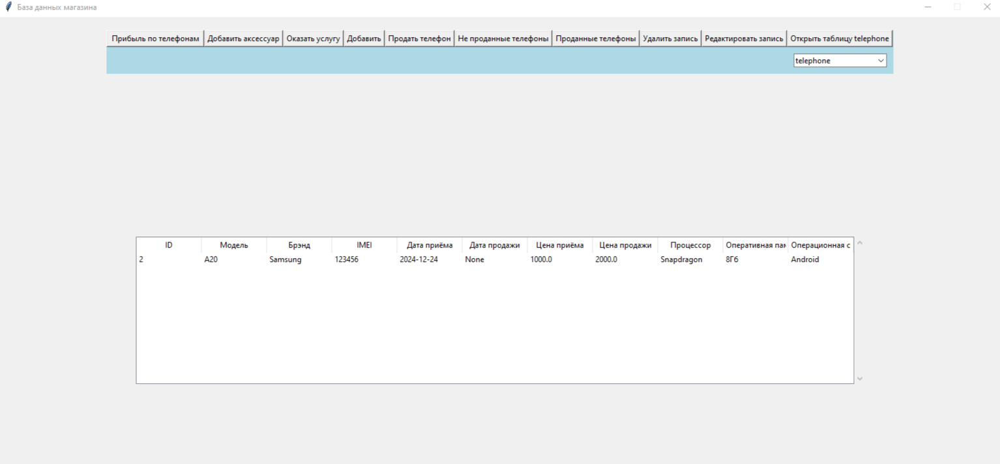 База данных магазина
Прибыль по телефонам Добавить аксессуар Оказать услугу Добавить Продать телефон Не проданные телефоны Проданные телефоны Удалить запись Редактировать запись Открыть таблицу telephone
telephone
ID Модель Брэнд IMEI Дата приёма Дата продажи Цена приёма Цена продажи Процессор Оперативная пам Операционная с
2 A20 Samsung 123456 2024-12-24 None 1000.0 2000.0 Snapdragon 8Гб Android